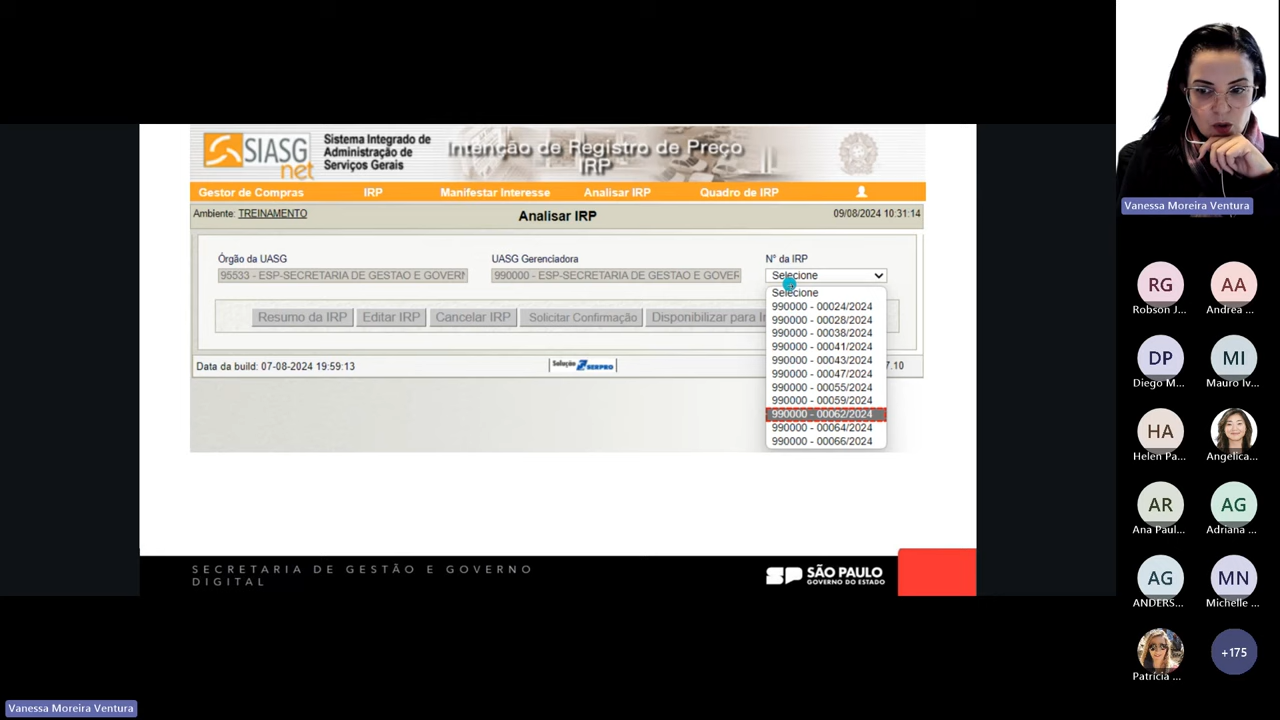 SIASG
net
Sistema Integrado de
Administração de
Serviços Gerais
Intenção de Registro de Preço
IRP
Gestor de Compras IRP Manifestar Interesse Analisar IRP Quadro de IRP
Ambiente: TREINAMENTO Analisar IRP 09/08/2024 10:31:14
Órgão da UASG UASG Gerenciadora N° da IRP
95533 - ESP-SECRETARIA DE GESTAO E GOVERN 990000 - ESP-SECRETARIA DE GESTAO E GOVER Selecione
Selecione
990000 - 00024/2024
990000 - 00028/2024
990000 - 00038/2024
990000 - 00041/2024
990000 - 00043/2024
990000 - 00047/2024
990000 - 00055/2024
990000 - 00059/2024
990000 - 00062/2024
990000 - 00064/2024
990000 - 00066/2024
Resumo da IRP Editar IRP Cancelar IRP Solicitar Confirmação Disponibilizar para
Data da build: 07-08-2024 19:59:13 Solução SERPRO 7.10
SECRETARIA DE GESTÃO E GOVERNO
DIGITAL
SP SÃO PAULO
GOVERNO DO ESTADO
Vanessa Moreira Ventura
RG AA
Robson J... Andrea ...
DP MI
Diego M... Mauro Iv...
HA
Helen Pa... Angelica...
AR AG
Ana Paul... Adriana ...
AG MN
ANDERS... Michelle ...
+175
Patrícia ...
Vanessa Moreira Ventura